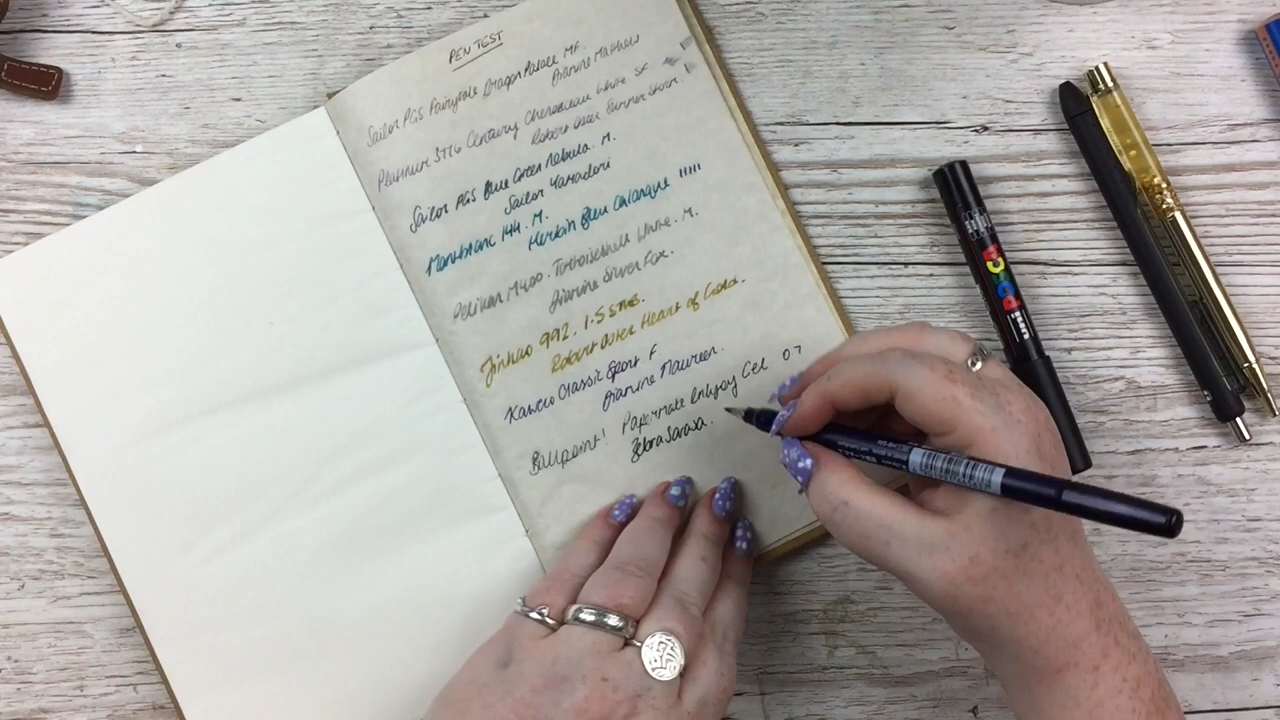 PEN TEST
Sailor PGS Fairytale Dragon Palace MF.
Diamine Matthew
Platinum 3776 Century Chenonceau White SF
Robert Oster Summer Storm
Sailor PGS Blue Green Nebula. M.
Sailor Yamadori
Montblanc 144. M.
Herbin Bleu Calanque
Pelikan M400. Tortoiseshell White. M.
Diamine Silver Fox.
Jinhao 992. 1.5 Stub.
Robert Oster Heart of Gold.
Kaweco Classic Sport F
Diamine Maureen.
Ballpoint! Papermate Inkjoy Gel 07
Zebra Sarasa.
uni POSCA